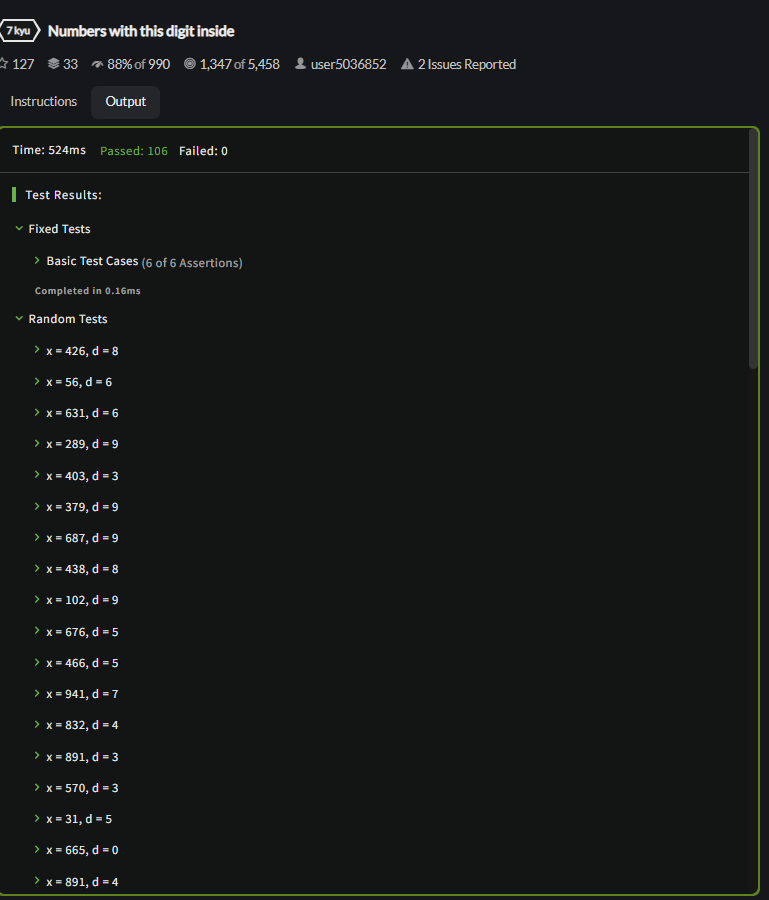 7 kyu Numbers with this digit inside
127 33 88% of 990 1,347 of 5,458 user5036852 2 Issues Reported
Instructions Output
Time: 524ms Passed: 106 Failed: 0
Test Results:
Fixed Tests
Basic Test Cases (6 of 6 Assertions)
Completed in 0.16ms
Random Tests
x = 426, d = 8
x = 56, d = 6
x = 631, d = 6
x = 289, d = 9
x = 403, d = 3
x = 379, d = 9
x = 687, d = 9
x = 438, d = 8
x = 102, d = 9
x = 676, d = 5
x = 466, d = 5
x = 941, d = 7
x = 832, d = 4
x = 891, d = 3
x = 570, d = 3
x = 31, d = 5
x = 665, d = 0
x = 891, d = 4